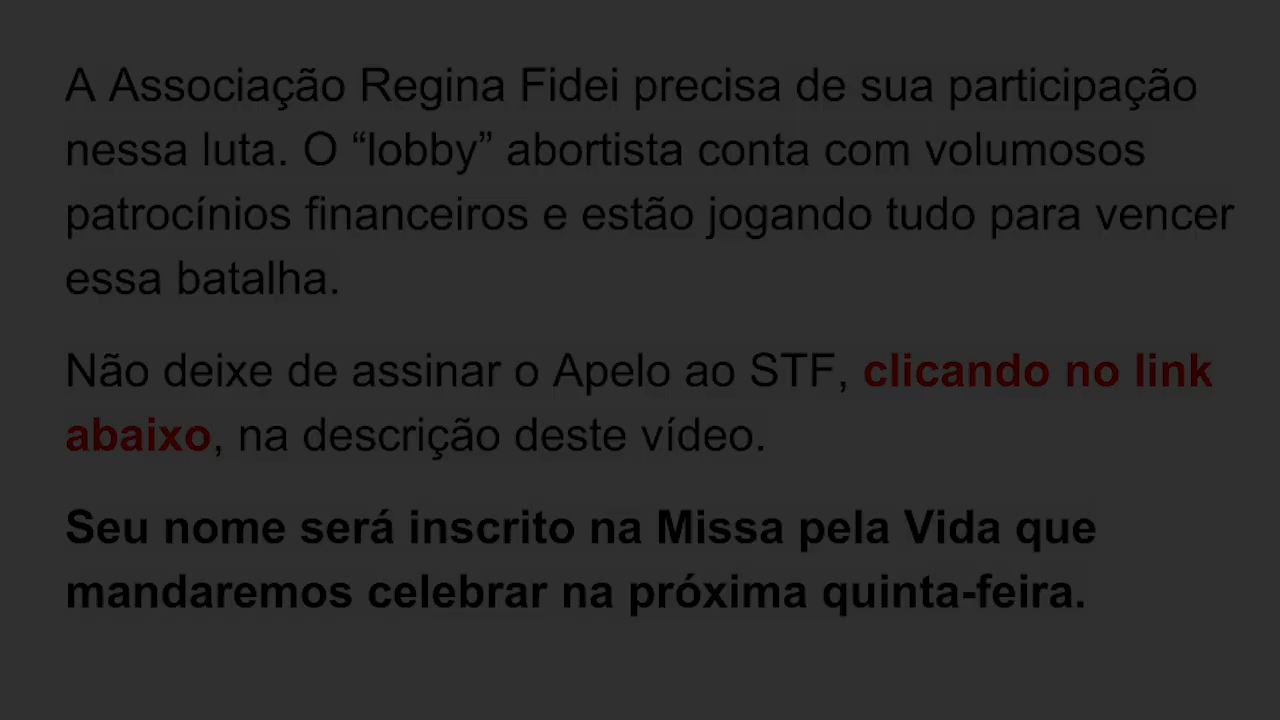 A Associação Regina Fidei precisa de sua participação
nessa luta. O “lobby” abortista conta com volumosos
patrocínios financeiros e estão jogando tudo para vencer
essa batalha.
Não deixe de assinar o Apelo ao STF, clicando no link
abaixo, na descrição deste vídeo.
Seu nome será inscrito na Missa pela Vida que
mandaremos celebrar na próxima quinta-feira.